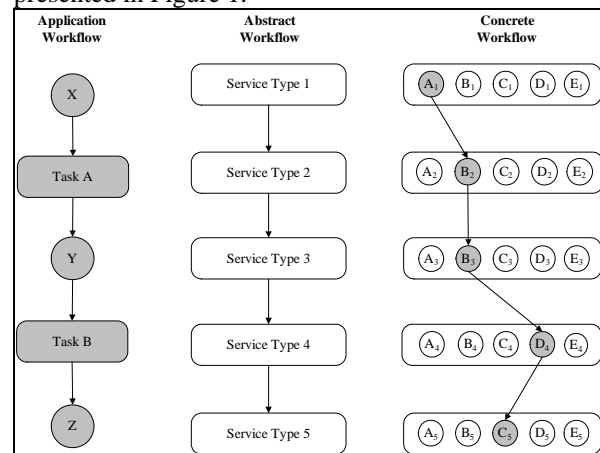 presented in Figure 1.
Application Workflow
Abstract Workflow
Concrete Workflow
X
Service Type 1
A₁ B₁ C₁ D₁ E₁
Task A
Service Type 2
A₂ B₂ C₂ D₂ E₂
Y
Service Type 3
A₃ B₃ C₃ D₃ E₃
Task B
Service Type 4
A₄ B₄ C₄ D₄ E₄
Z
Service Type 5
A₅ B₅ C₅ D₅ E₅